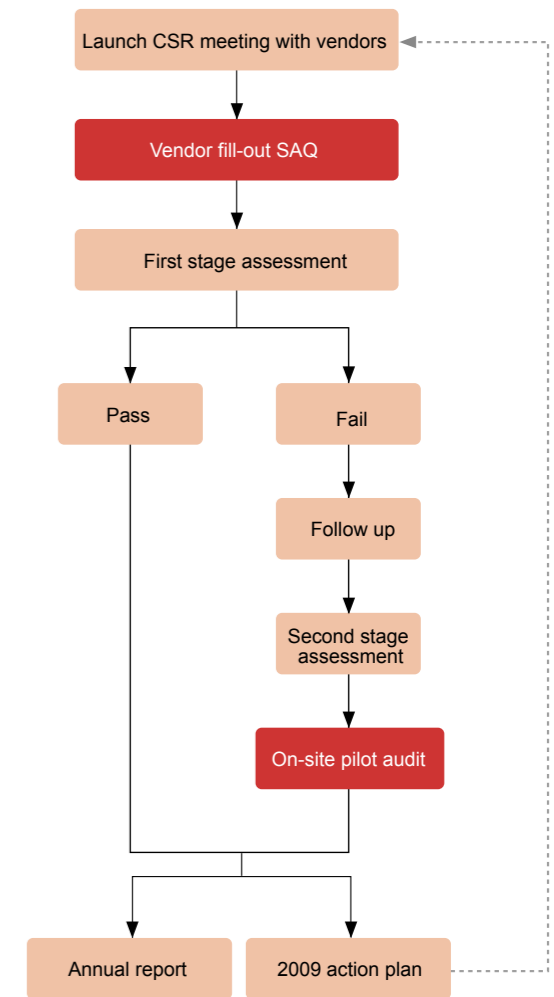 Launch CSR meeting with vendors
Vendor fill-out SAQ
First stage assessment
Pass
Fail
Follow up
Second stage
assessment
On-site pilot audit
Annual report
2009 action plan